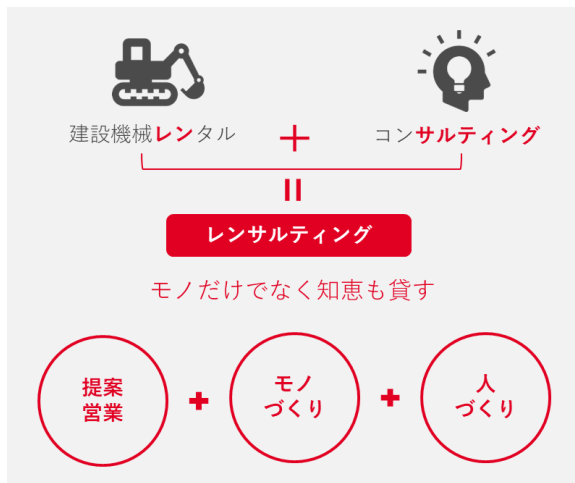 建設機械レンタル
コンサルティング
レンサルティング
モノだけでなく知恵も貸す
提案
営業
モノ
づくり
人
づくり